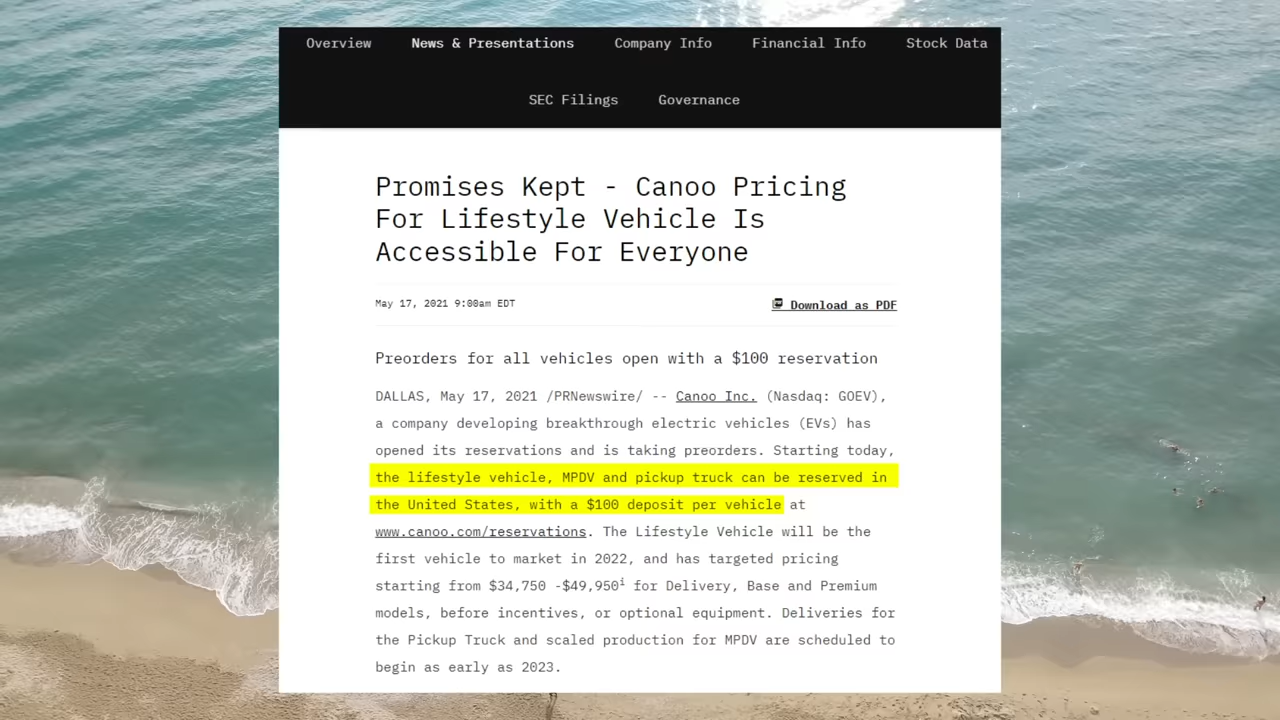 Overview News & Presentations Company Info Financial Info Stock Data
SEC Filings Governance
Promises Kept - Canoo Pricing
For Lifestyle Vehicle Is
Accessible For Everyone
May 17, 2021 9:00am EDT Download as PDF
Preorders for all vehicles open with a $100 reservation
DALLAS, May 17, 2021 /PRNewswire/ -- Canoo Inc. (Nasdaq: GOEV),
a company developing breakthrough electric vehicles (EVs) has
opened its reservations and is taking preorders. Starting today,
the lifestyle vehicle, MPDV and pickup truck can be reserved in
the United States, with a $100 deposit per vehicle at
www.canoo.com/reservations. The Lifestyle Vehicle will be the
first vehicle to market in 2022, and has targeted pricing
starting from $34,750 -$49,950i for Delivery, Base and Premium
models, before incentives, or optional equipment. Deliveries for
the Pickup Truck and scaled production for MPDV are scheduled to
begin as early as 2023.